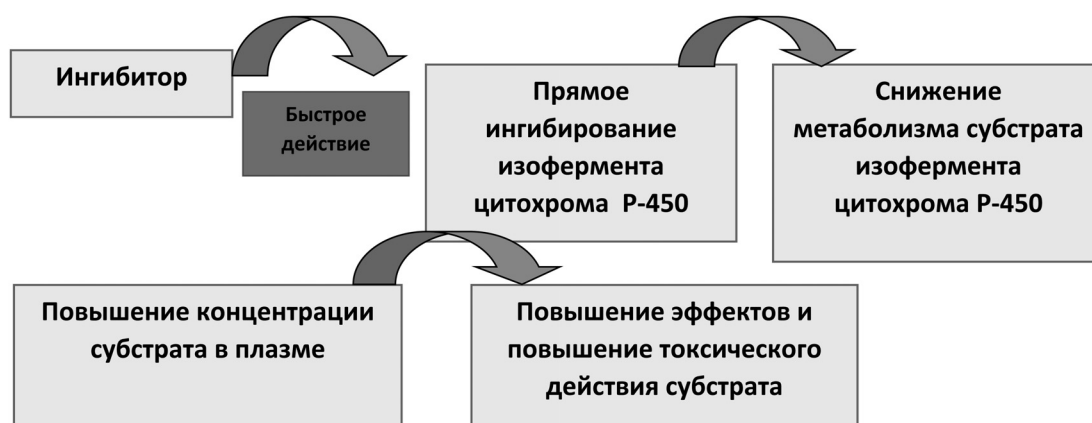 Ингибитор
Быстрое
действие
Прямое
ингибирование
изофермента
цитохрома Р-450
Снижение
метаболизма субстрата
изофермента
цитохрома Р-450
Повышение концентрации
субстрата в плазме
Повышение эффектов и
повышение токсического
действия субстрата